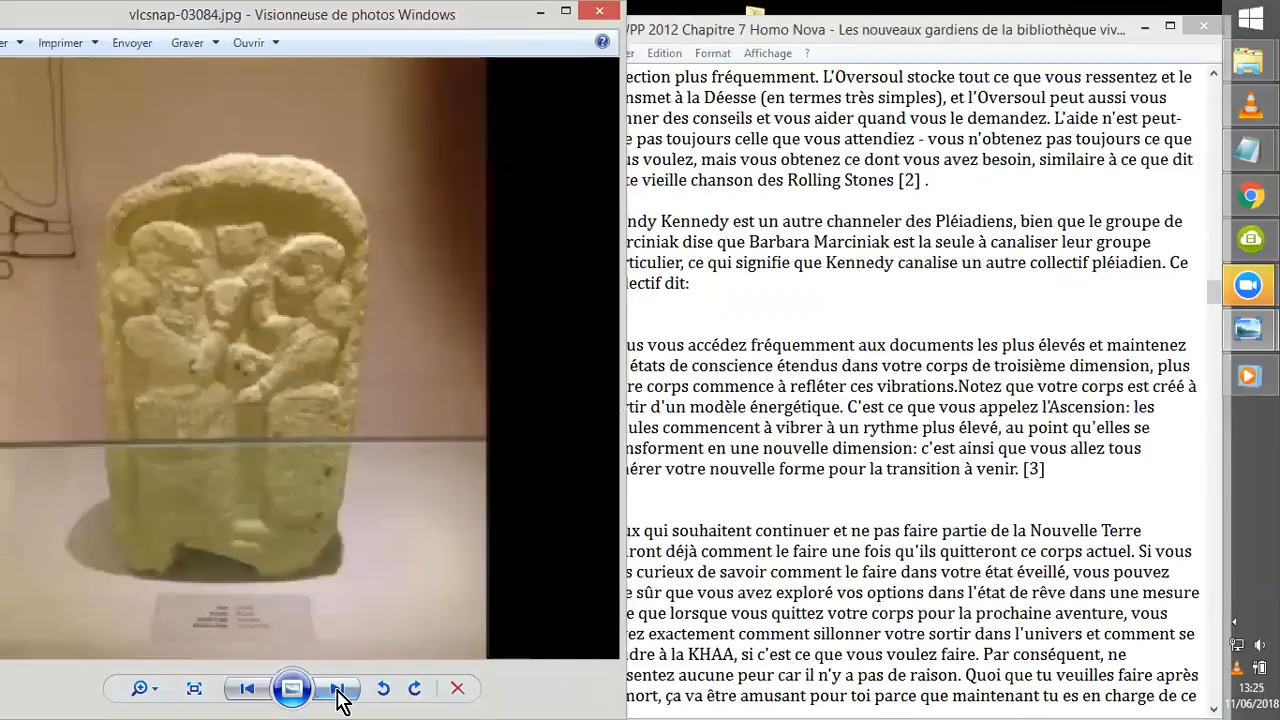 vlcsnap-03084.jpg - Visionneuse de photos Windows
Imprimer Envoyer Graver Ouvrir ?
PP 2012 Chapitre 7 Homo Nova - Les nouveaux gardiens de la bibliothèque viv...
Edition Format Affichage ?
ection plus fréquemment. L'Oversoul stocke tout ce que vous ressentez et le
nsmet à la Déesse (en termes très simples), et l'Oversoul peut aussi vous
nner des conseils et vous aider quand vous le demandez. L'aide n'est peut-
e pas toujours celle que vous attendiez - vous n'obtenez pas toujours ce que
us voulez, mais vous obtenez ce dont vous avez besoin, similaire à ce que dit
te vieille chanson des Rolling Stones [2] .
ndy Kennedy est un autre channeler des Pléiadiens, bien que le groupe de
rciniak dise que Barbara Marciniak est la seule à canaliser leur groupe
rticulier, ce qui signifie que Kennedy canalise un autre collectif pléiadien. Ce
lectif dit:
us vous accédez fréquemment aux documents les plus élevés et maintenez
états de conscience étendus dans votre corps de troisième dimension, plus
re corps commence à refléter ces vibrations.Notez que votre corps est créé à
rtir d'un modèle énergétique. C'est ce que vous appelez l'Ascension: les
ules commencent à vibrer à un rythme plus élevé, au point qu'elles se
nsforment en une nouvelle dimension: c'est ainsi que vous allez tous
nérer votre nouvelle forme pour la transition à venir. [3]
ux qui souhaitent continuer et ne pas faire partie de la Nouvelle Terre
ront déjà comment le faire une fois qu'ils quitteront ce corps actuel. Si vous
s curieux de savoir comment le faire dans votre état éveillé, vous pouvez
e sûr que vous avez exploré vos options dans l'état de rêve dans une mesure
e que lorsque vous quittez votre corps pour la prochaine aventure, vous
ez exactement comment sillonner votre sortir dans l'univers et comment se
dre à la KHAA, si c'est ce que vous voulez faire. Par conséquent, ne
sentez aucune peur car il n'y a pas de raison. Quoi que tu veuilles faire après
mort, ça va être amusant pour toi parce que maintenant tu es en charge de ce
13:25
11/06/2018